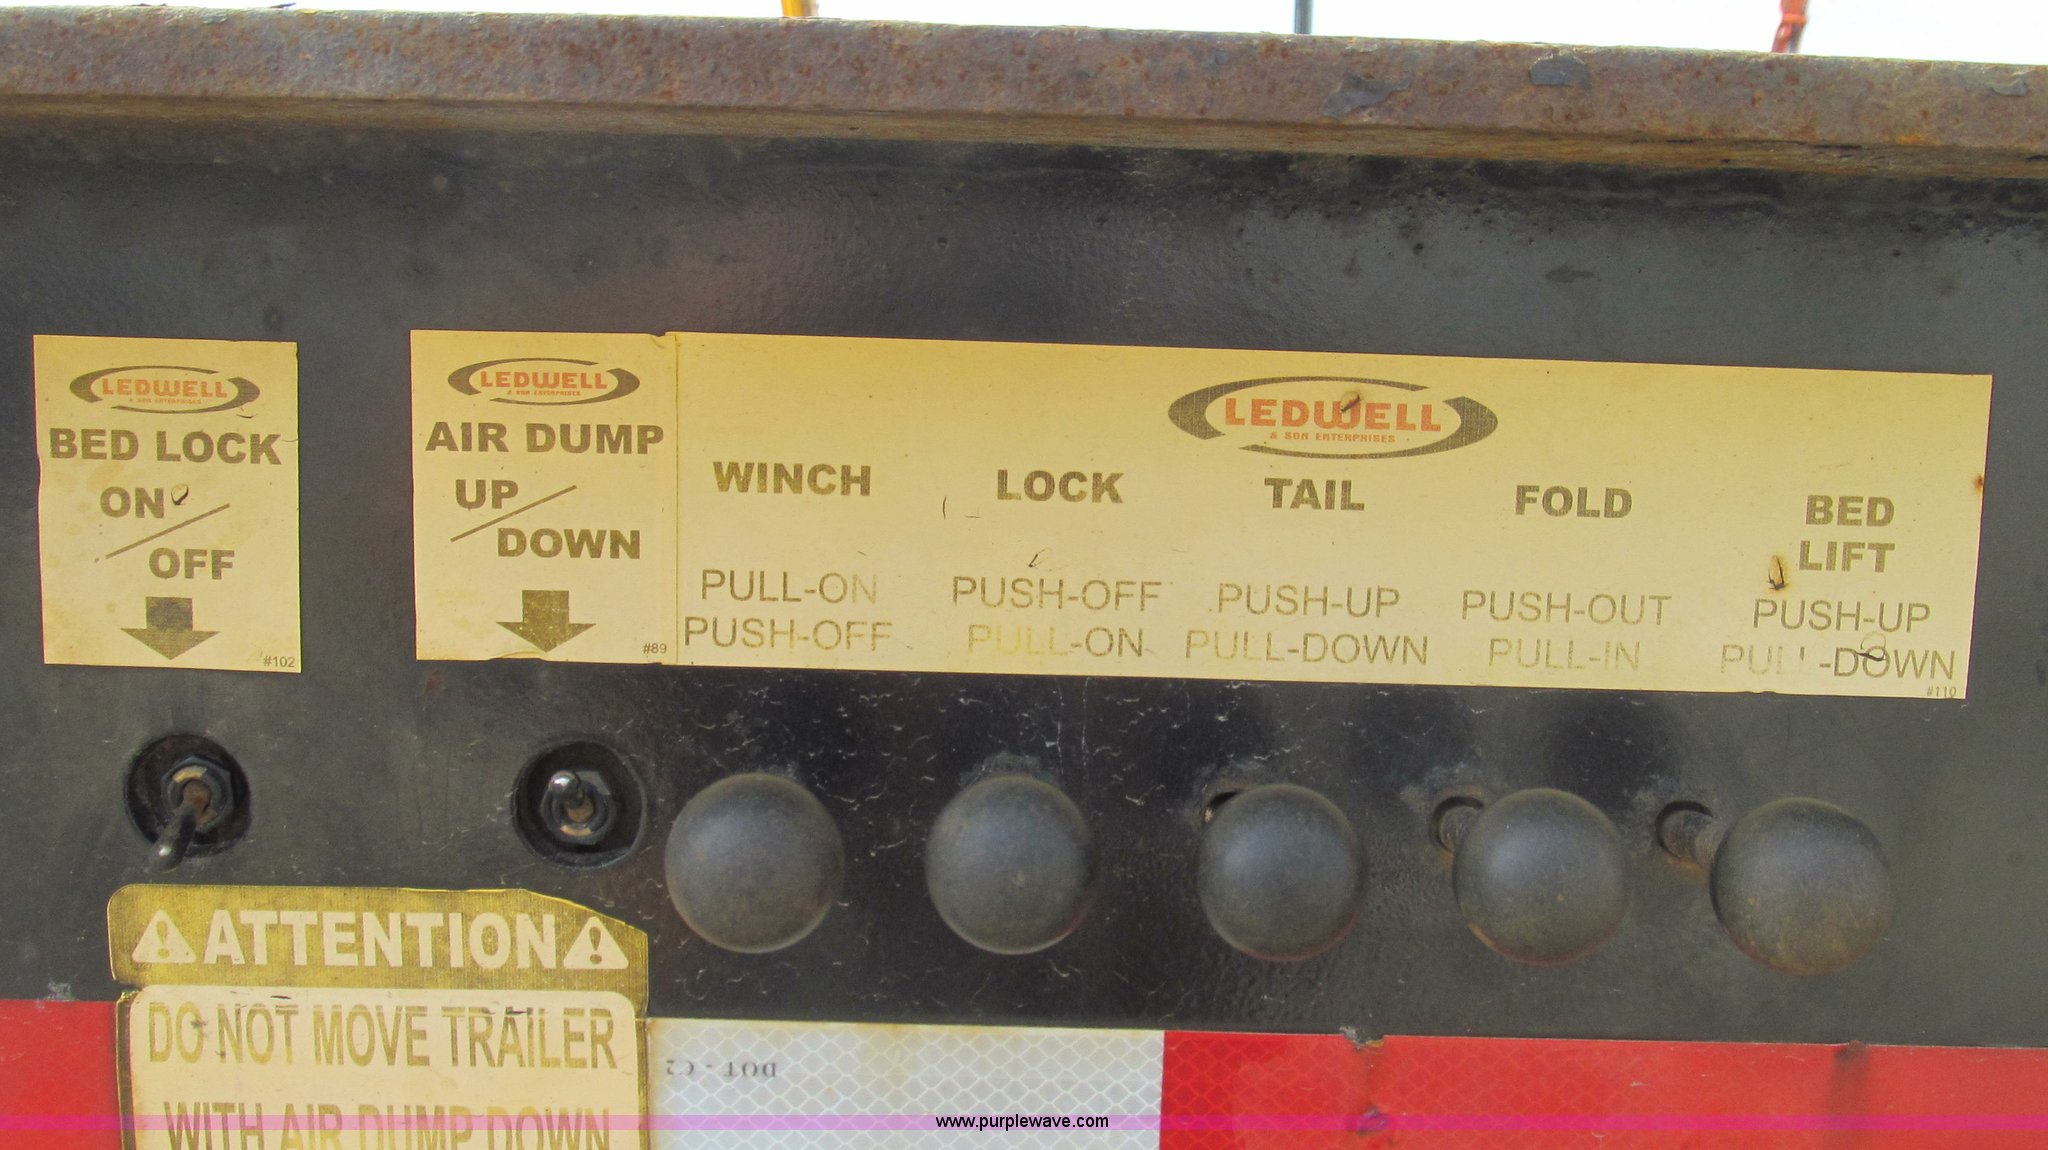 LEDWELL
& SON ENTERPRISES
BED LOCK
ON
OFF
#102
LEDWELL
& SON ENTERPRISES
AIR DUMP
UP
DOWN
#89
LEDWELL
& SON ENTERPRISES
WINCH
PULL-ON
PUSH-OFF
LOCK
PUSH-OFF
PULL-ON
TAIL
PUSH-UP
PULL-DOWN
FOLD
PUSH-OUT
PULL-IN
BED
LIFT
PUSH-UP
PULL-DOWN
#110
ATTENTION
DO NOT MOVE TRAILER
WITH AIR DUMP DOWN
DOT-C2
www.purplewave.com